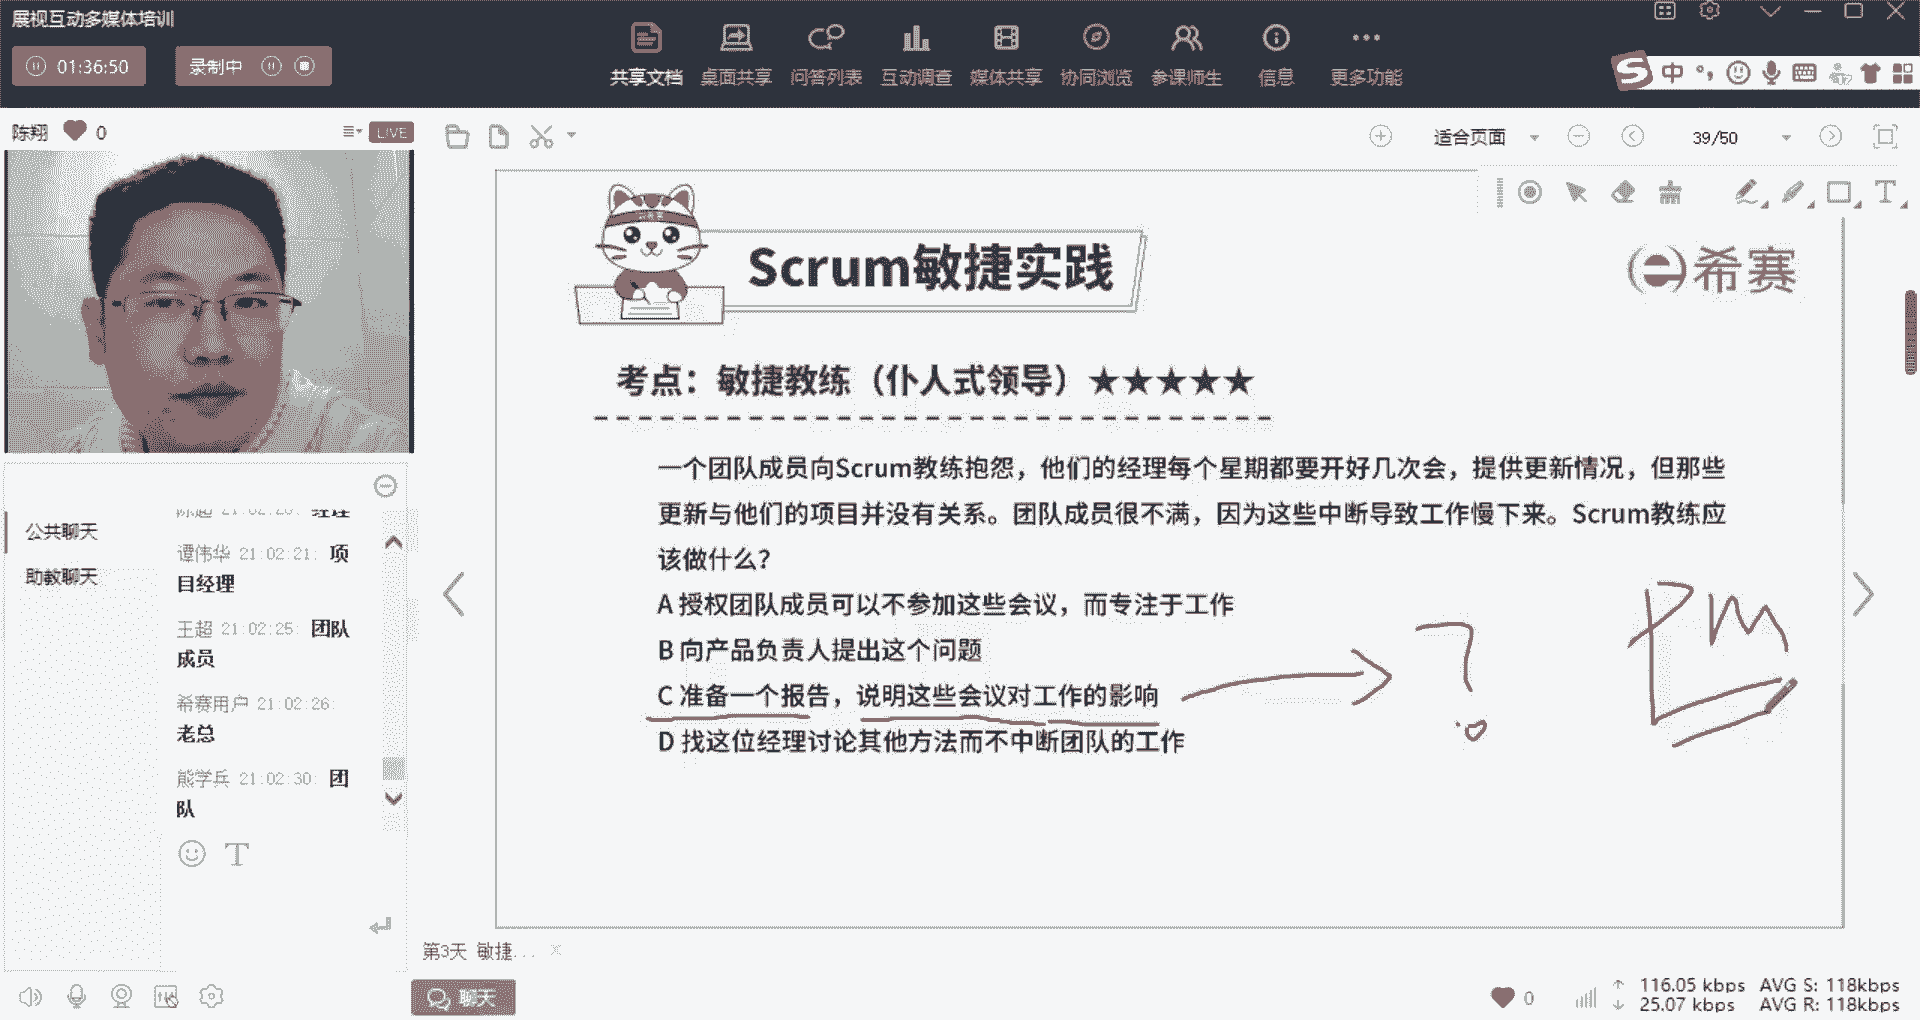 展视互动多媒体培训
01:36:50
录制中
共享文档 桌面共享 问答列表 互动调查 媒体共享 协同浏览 参课师生 信息 更多功能
中
陈翔 0
LIVE
适合页面
39/50
Scrum敏捷实践
希赛
考点：敏捷教练（仆人式领导）★★★★★
一个团队成员向Scrum教练抱怨，他们的经理每个星期都要开好几次会，提供更新情况，但那些
更新与他们的项目并没有关系。团队成员很不满，因为这些中断导致工作慢下来。Scrum教练应
该做什么？
A 授权团队成员可以不参加这些会议，而专注于工作
B 向产品负责人提出这个问题
C 准备一个报告，说明这些会议对工作的影响
D 找这位经理讨论其他方法而不中断团队的工作
?
PM
公共聊天
助教聊天
谭伟华 21:02:21: 项
目经理
王超 21:02:25: 团队
成员
希赛用户 21:02:26:
老总
熊学兵 21:02:30: 团
队
T
第3天 敏捷...
聊天
0
116.05 kbps AVG S: 118kbps
25.07 kbps AVG R: 118kbps